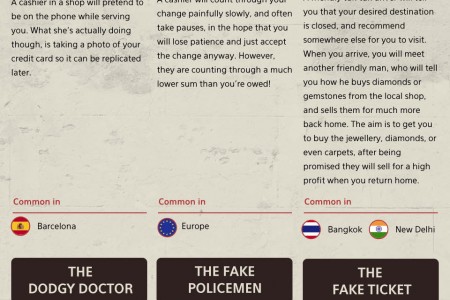 A cashier in a shop will pretend to
be on the phone while serving
you. What she's actually doing
though, is taking a photo of your
credit card so it can be replicated
later.
change painfully slowly, and often
take pauses, in the hope that you
will lose patience and just accept
the change anyway. However,
they are counting through a much
lower sum than you're owed!
you that your desired destination
is closed, and recommend
somewhere else for you to visit.
When you arrive, you will meet
another friendly man, who will tell
you how he buys diamonds or
gemstones from the local shop,
and sells them for much more
back home. The aim is to get you
to buy the jewellery, diamonds, or
even carpets, after being
promised they will sell for a high
profit when you return home.
Common in
Barcelona
Common in
Europe
Common in
Bangkok
New Delhi
THE
DODGY DOCTOR
THE FAKE
POLICEMEN
THE
FAKE TICKET